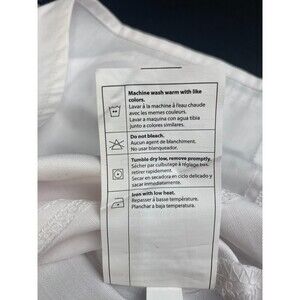 Machine wash warm with like
colors.
Lavar à la machine à l'eau chaude
avec les memes couleurs.
Lavar a maquina con agua tibia
junto a colores similares.
Do not bleach.
Aucun agent de blanchiment.
No usar blanqueador.
Tumble dry low, remove promptly.
Sécher par culbutage à réglage bas,
retirer rapidement.
Secar en secadora en ciclo delicado y
sacar inmediatamente.
Iron with low heat.
Repasser à basse température.
Planchar a baja temperatura.